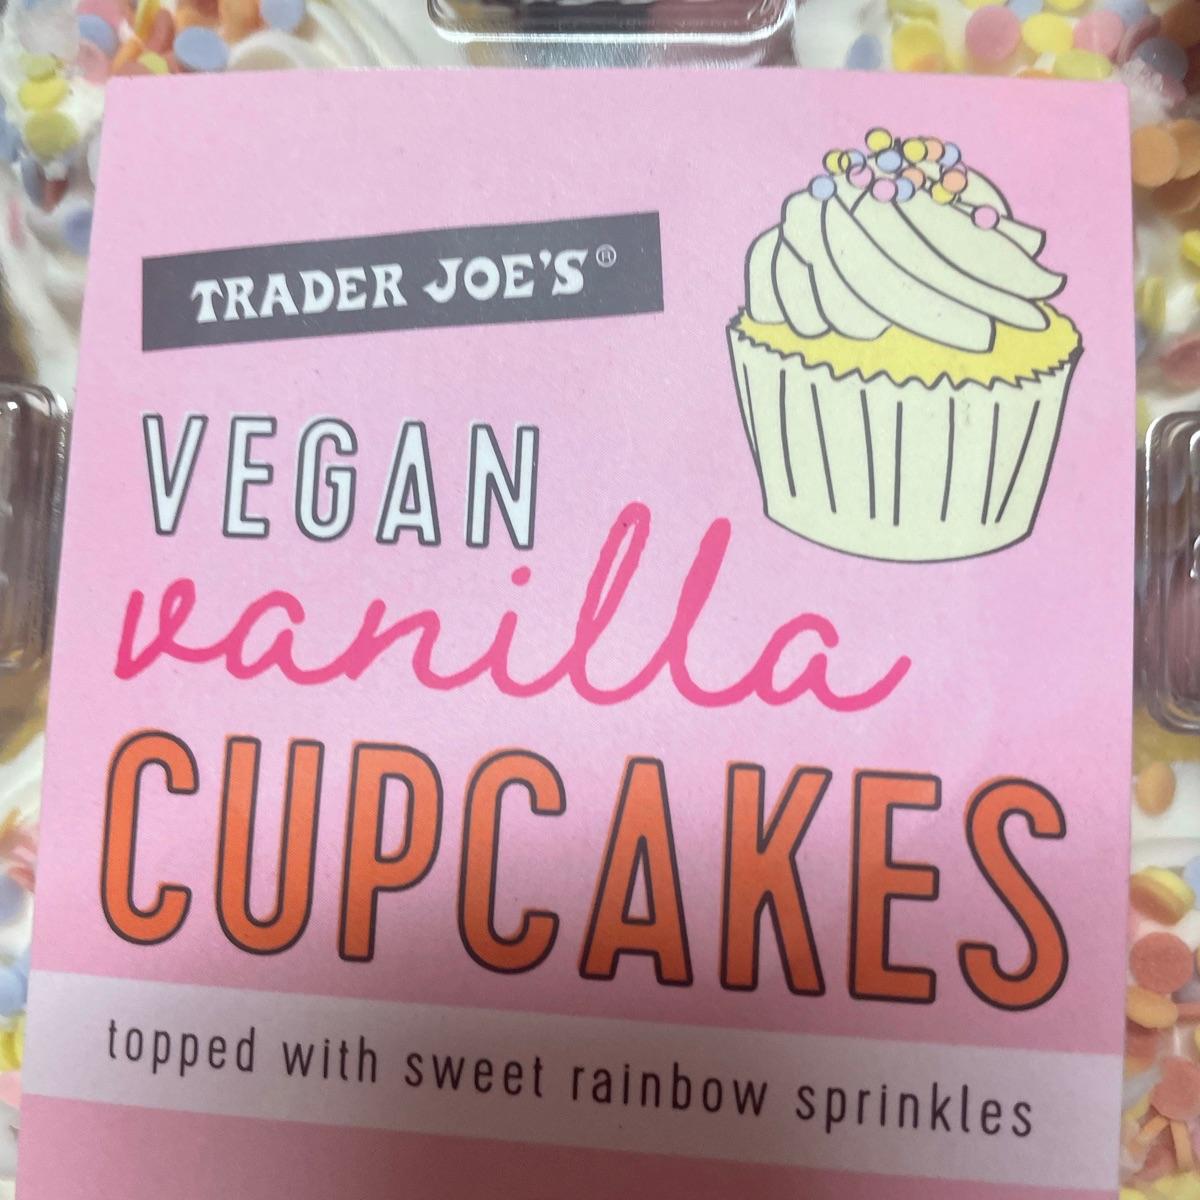 TRADER JOE'S®
VEGAN
vanilla
CUPCAKES
topped with sweet rainbow sprinkles